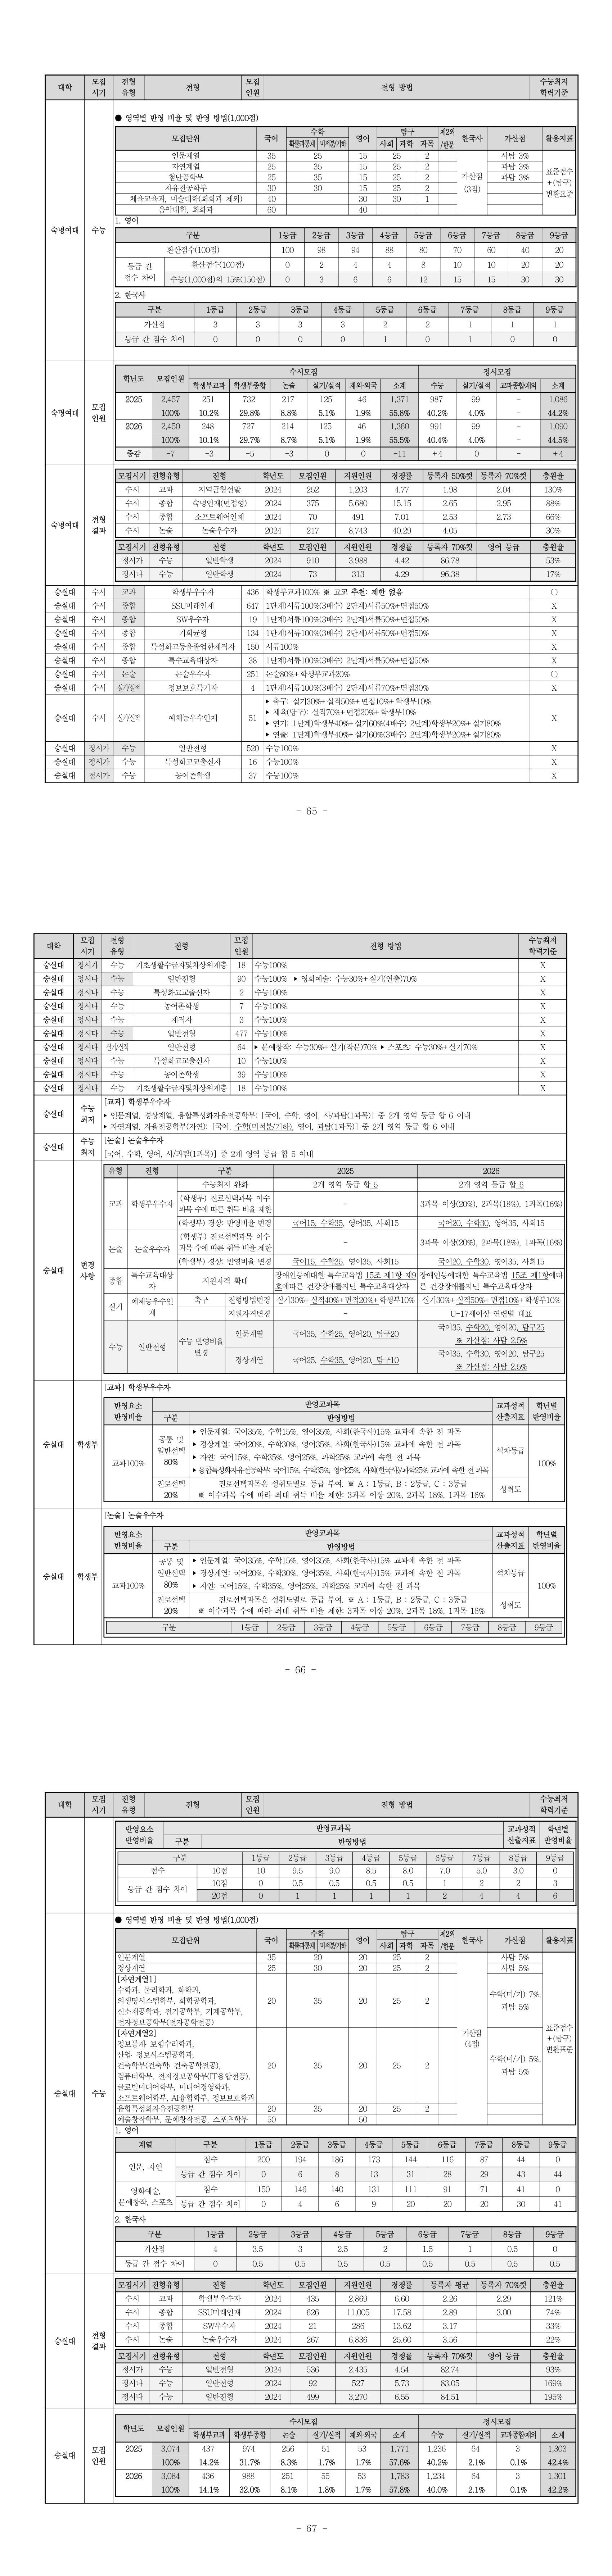 대학 모집시기 전형유형 전형 모집인원 전형 방법 수능최저학력기준
숙명여대 수능
● 영역별 반영 비율 및 반영 방법(1,000점)
모집단위 국어 수학 영어 탐구 제2외/한문 한국사 가산점 활용지표
확률과통계 미적분/기하 사회 과학 과목
인문계열 35 25 15 25 2 사탐 3%
자연계열 25 35 15 25 2 과탐 3%
첨단공학부 25 35 15 25 2 과탐 3%
자유전공학부 30 30 15 25 2
체육교육과, 미술대학(회화과 제외) 40 30 30 1
음악대학, 회화과 60 40
가산점(3점) 표준점수+(탐구)변환표준
1. 영어
구분 1등급 2등급 3등급 4등급 5등급 6등급 7등급 8등급 9등급
환산점수(100점) 100 98 94 88 80 70 60 40 20
등급 간 점수 차이 환산점수(100점) 0 2 4 4 8 10 10 20 20
수능(1,000점)의 15%(150점) 0 3 6 6 12 15 15 30 30
2. 한국사
구분 1등급 2등급 3등급 4등급 5등급 6등급 7등급 8등급 9등급
가산점 3 3 3 3 2 2 1 1 1
등급 간 점수 차이 0 0 0 0 1 0 1 0 0
숙명여대 모집인원
학년도 모집인원 수시모집 정시모집
학생부교과 학생부종합 논술 실기/실적 재외·외국 소계 수능 실기/실적 교과종합제외 소계
2025 2,457 251 732 217 125 46 1,371 987 99 - 1,086
100% 10.2% 29.8% 8.8% 5.1% 1.9% 55.8% 40.2% 4.0% - 44.2%
2026 2,450 248 727 214 125 46 1,360 991 99 - 1,090
100% 10.1% 29.7% 8.7% 5.1% 1.9% 55.5% 40.4% 4.0% - 44.5%
증감 -7 -3 -5 -3 0 0 -11 +4 0 - +4
숙명여대 전형결과
모집시기 전형유형 전형 학년도 모집인원 지원인원 경쟁률 등록자 50%컷 등록자 70%컷 충원율
수시 교과 지역균형선발 2024 252 1,203 4.77 1.98 2.04 130%
수시 종합 숙명인재(면접형) 2024 375 5,680 15.15 2.65 2.95 88%
수시 종합 소프트웨어인재 2024 70 491 7.01 2.53 2.73 66%
수시 논술 논술우수자 2024 217 8,743 40.29 4.05 30%
모집시기 전형유형 전형 학년도 모집인원 지원인원 경쟁률 등록자 70%컷 영어 등급 충원율
정시가 수능 일반학생 2024 910 3,988 4.42 86.78 53%
정시나 수능 일반학생 2024 73 313 4.29 96.38 17%
숭실대 수시 교과 학생부우수자 436 학생부교과100% ※ 고교 추천: 제한 없음 ○
숭실대 수시 종합 SSU미래인재 647 1단계)서류100%(3배수) 2단계)서류50%+면접50% X
숭실대 수시 종합 SW우수자 19 1단계)서류100%(3배수) 2단계)서류50%+면접50% X
숭실대 수시 종합 기회균형 134 1단계)서류100%(3배수) 2단계)서류50%+면접50% X
숭실대 수시 종합 특성화고등을졸업한재직자 150 서류100% X
숭실대 수시 종합 특수교육대상자 38 1단계)서류100%(3배수) 2단계)서류50%+면접50% X
숭실대 수시 논술 논술우수자 251 논술80%+학생부교과20% ○
숭실대 수시 실기/실적 정보보호특기자 4 1단계)서류100%(3배수) 2단계)서류70%+면접30% X
숭실대 수시 실기/실적 예체능우수인재 51 X
▸ 축구: 실기30%+실적50%+면접10%+학생부10%
▸ 체육(당구): 실적70%+면접20%+학생부10%
▸ 연기: 1단계)학생부40%+실기60%(4배수) 2단계)학생부20%+실기80%
▸ 연출: 1단계)학생부40%+실기60%(3배수) 2단계)학생부20%+실기80%
숭실대 정시가 수능 일반전형 520 수능100% X
숭실대 정시가 수능 특성화고교출신자 16 수능100% X
숭실대 정시가 수능 농어촌학생 37 수능100% X
- 65 -
대학 모집시기 전형유형 전형 모집인원 전형 방법 수능최저학력기준
숭실대 정시가 수능 기초생활수급자및차상위계층 18 수능100% X
숭실대 정시나 수능 일반전형 90 수능100% ▸ 영화예술: 수능30%+실기(연출)70% X
숭실대 정시나 수능 특성화고교출신자 2 수능100% X
숭실대 정시나 수능 농어촌학생 7 수능100% X
숭실대 정시나 수능 재직자 3 수능100% X
숭실대 정시다 수능 일반전형 477 수능100% X
숭실대 정시다 실기/실적 일반전형 64 ▸ 문예창작: 수능30%+실기(작문)70% ▸ 스포츠: 수능30%+실기70% X
숭실대 정시다 수능 특성화고교출신자 10 수능100% X
숭실대 정시다 수능 농어촌학생 39 수능100% X
숭실대 정시다 수능 기초생활수급자및차상위계층 18 수능100% X
숭실대 수능최저
[교과] 학생부우수자
▸ 인문계열, 경상계열, 융합특성화자유전공학부: [국어, 수학, 영어, 사/과탐(1과목)] 중 2개 영역 등급 합 6 이내
▸ 자연계열, 자율전공학부(자연): [국어, 수학(미적분/기하), 영어, 과탐(1과목)] 중 2개 영역 등급 합 6 이내
숭실대 수능최저
[논술] 논술우수자
[국어, 수학, 영어, 사/과탐(1과목)] 중 2개 영역 등급 합 5 이내
숭실대 변경사항
유형 전형 구분 2025 2026
교과 학생부우수자 수능최저 완화 2개 영역 등급 합 5 2개 영역 등급 합 6
(학생부) 진로선택과목 이수과목 수에 따른 취득 비율 제한 - 3과목 이상(20%), 2과목(18%), 1과목(16%)
(학생부) 경상: 반영비율 변경 국어15, 수학35, 영어35, 사회15 국어20, 수학30, 영어35, 사회15
논술 논술우수자 (학생부) 진로선택과목 이수과목 수에 따른 취득 비율 제한 - 3과목 이상(20%), 2과목(18%), 1과목(16%)
(학생부) 경상: 반영비율 변경 국어15, 수학35, 영어35, 사회15 국어20, 수학30, 영어35, 사회15
종합 특수교육대상자 지원자격 확대 장애인등에대한 특수교육법 15조 제1항 제9호에따른 건강장애를지닌 특수교육대상자 장애인등에대한 특수교육법 15조 제1항에따른 건강장애를지닌 특수교육대상자
실기 예체능우수인재 축구 전형방법변경 실기30%+실적40%+면접20%+학생부10% 실기30%+실적50%+면접10%+학생부10%
지원자격변경 - U-17세이상 연령별 대표
수능 일반전형 수능 반영비율 변경 인문계열 국어35, 수학25, 영어20, 탐구20 국어35, 수학20, 영어20, 탐구25
※ 가산점: 사탐 2.5%
경상계열 국어25, 수학35, 영어20, 탐구10 국어35, 수학30, 영어20, 탐구25
※ 가산점: 사탐 2.5%
숭실대 학생부
[교과] 학생부우수자
반영요소 반영비율 반영교과목 교과성적 산출지표 학년별 반영비율
구분 반영방법
교과100% 공통 및 일반선택 80% 석차등급 100%
▸ 인문계열: 국어35%, 수학15%, 영어35%, 사회(한국사)15% 교과에 속한 전 과목
▸ 경상계열: 국어20%, 수학30%, 영어35%, 사회(한국사)15% 교과에 속한 전 과목
▸ 자연: 국어15%, 수학35%, 영어25%, 과학25% 교과에 속한 전 과목
▸ 융합특성화자유전공학부: 국어15%, 수학35%, 영어25%, 사회(한국사)/과학25% 교과에 속한 전 과목
진로선택 20% 진로선택과목은 성취도별로 등급 부여. ※ A : 1등급, B : 2등급, C : 3등급 성취도
※ 이수과목 수에 따라 최대 취득 비율 제한: 3과목 이상 20%, 2과목 18%, 1과목 16%
숭실대 학생부
[논술] 논술우수자
반영요소 반영비율 반영교과목 교과성적 산출지표 학년별 반영비율
구분 반영방법
교과100% 공통 및 일반선택 80% 석차등급 100%
▸ 인문계열: 국어35%, 수학15%, 영어35%, 사회(한국사)15% 교과에 속한 전 과목
▸ 경상계열: 국어20%, 수학30%, 영어35%, 사회(한국사)15% 교과에 속한 전 과목
▸ 자연: 국어15%, 수학35%, 영어25%, 과학25% 교과에 속한 전 과목
진로선택 20% 진로선택과목은 성취도별로 등급 부여. ※ A : 1등급, B : 2등급, C : 3등급 성취도
※ 이수과목 수에 따라 최대 취득 비율 제한: 3과목 이상 20%, 2과목 18%, 1과목 16%
구분 1등급 2등급 3등급 4등급 5등급 6등급 7등급 8등급 9등급
- 66 -
대학 모집시기 전형유형 전형 모집인원 전형 방법 수능최저학력기준
반영요소 반영비율 반영교과목 교과성적 산출지표 학년별 반영비율
구분 반영방법
구분 1등급 2등급 3등급 4등급 5등급 6등급 7등급 8등급 9등급
점수 10점 10 9.5 9.0 8.5 8.0 7.0 5.0 3.0 0
등급 간 점수 차이 10점 0 0.5 0.5 0.5 0.5 1 2 2 3
20점 0 1 1 1 1 2 4 4 6
숭실대 수능
● 영역별 반영 비율 및 반영 방법(1,000점)
모집단위 국어 수학 영어 탐구 제2외/한문 한국사 가산점 활용지표
확률과통계 미적분/기하 사회 과학 과목
인문계열 35 20 20 25 2 사탐 5%
경상계열 25 30 20 25 2 사탐 5%
[자연계열1]
수학과, 물리학과, 화학과,
의생명시스템학부, 화학공학과,
신소재공학과, 전기공학부, 기계공학부,
전자정보공학부(전자공학전공)
20 35 20 25 2 수학(미/기) 7%, 과탐 5%
[자연계열2]
정보통계·보험수리학과,
산업·정보시스템공학과,
건축학부(건축학·건축공학전공),
컴퓨터학부, 전자정보공학부(IT융합전공),
글로벌미디어학부, 미디어경영학과,
소프트웨어학부, AI융합학부, 정보보호학과
20 35 20 25 2 수학(미/기) 5%, 과탐 5%
융합특성화자유전공학부 20 35 20 25 2
예술창작학부, 문예창작전공, 스포츠학부 50 50
가산점(4점) 표준점수+(탐구)변환표준
1. 영어
계열 구분 1등급 2등급 3등급 4등급 5등급 6등급 7등급 8등급 9등급
인문, 자연 점수 200 194 186 173 144 116 87 44 0
등급 간 점수 차이 0 6 8 13 31 28 29 43 44
영화예술, 문예창작, 스포츠 점수 150 146 140 131 111 91 71 41 0
등급 간 점수 차이 0 4 6 9 20 20 20 30 41
2. 한국사
구분 1등급 2등급 3등급 4등급 5등급 6등급 7등급 8등급 9등급
가산점 4 3.5 3 2.5 2 1.5 1 0.5 0
등급 간 점수 차이 0 0.5 0.5 0.5 0.5 0.5 0.5 0.5 0.5
숭실대 전형결과
모집시기 전형유형 전형 학년도 모집인원 지원인원 경쟁률 등록자 평균 등록자 70%컷 충원율
수시 교과 학생부우수자 2024 435 2,869 6.60 2.26 2.29 121%
수시 종합 SSU미래인재 2024 626 11,005 17.58 2.89 3.00 74%
수시 종합 SW우수자 2024 21 286 13.62 3.17 33%
수시 논술 논술우수자 2024 267 6,836 25.60 3.56 22%
모집시기 전형유형 전형 학년도 모집인원 지원인원 경쟁률 등록자 70%컷 영어 등급 충원율
정시가 수능 일반전형 2024 536 2,435 4.54 82.74 93%
정시나 수능 일반전형 2024 92 527 5.73 83.05 169%
정시다 수능 일반전형 2024 499 3,270 6.55 84.51 195%
숭실대 모집인원
학년도 모집인원 수시모집 정시모집
학생부교과 학생부종합 논술 실기/실적 재외·외국 소계 수능 실기/실적 교과종합제외 소계
2025 3,074 437 974 256 51 53 1,771 1,236 64 3 1,303
100% 14.2% 31.7% 8.3% 1.7% 1.7% 57.6% 40.2% 2.1% 0.1% 42.4%
2026 3,084 436 988 251 55 53 1,783 1,234 64 3 1,301
100% 14.1% 32.0% 8.1% 1.8% 1.7% 57.8% 40.0% 2.1% 0.1% 42.2%
- 67 -